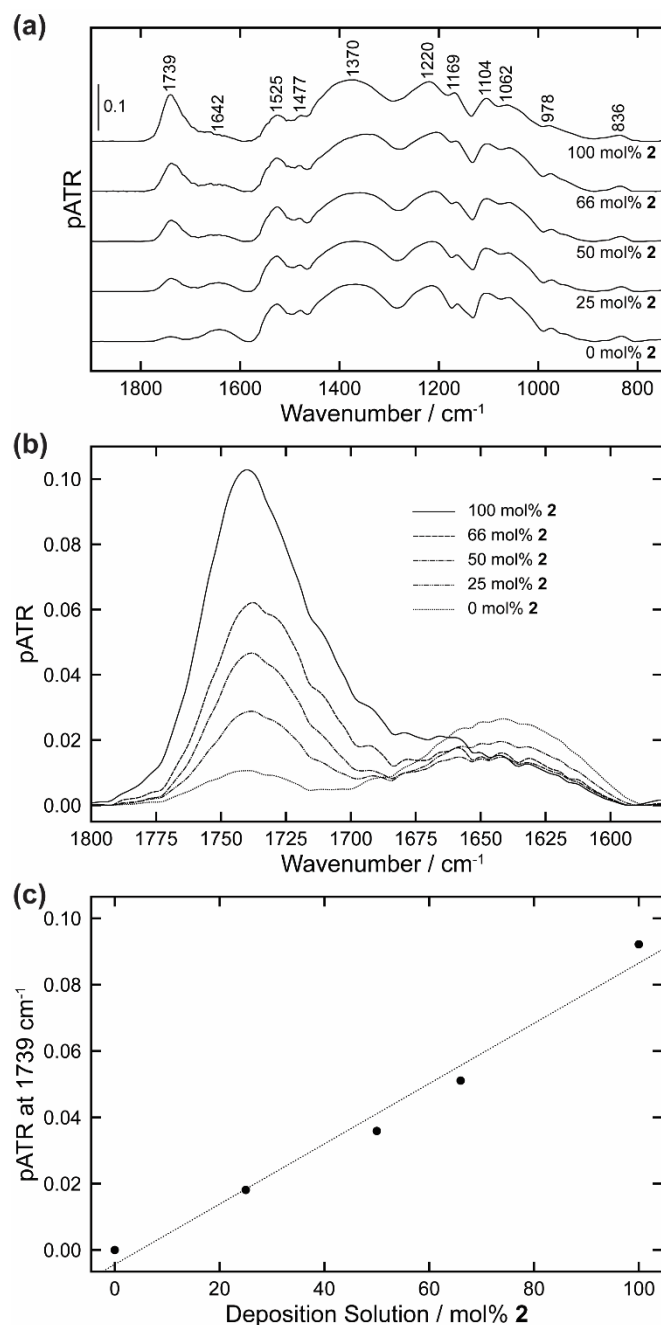 (a)
0.1
1739
1642
1525
1477
1370
1220
1169
1104
1062
978
836
100 mol% 2
66 mol% 2
50 mol% 2
25 mol% 2
0 mol% 2
pATR
1800 1600 1400 1200 1000 800
Wavenumber / cm⁻¹
(b)
0.10
0.08
0.06
0.04
0.02
0.00
pATR
100 mol% 2
66 mol% 2
50 mol% 2
25 mol% 2
0 mol% 2
1800 1775 1750 1725 1700 1675 1650 1625 1600
Wavenumber / cm⁻¹
(c)
0.10
0.08
0.06
0.04
0.02
0.00
pATR at 1739 cm⁻¹
0 20 40 60 80 100
Deposition Solution / mol% 2